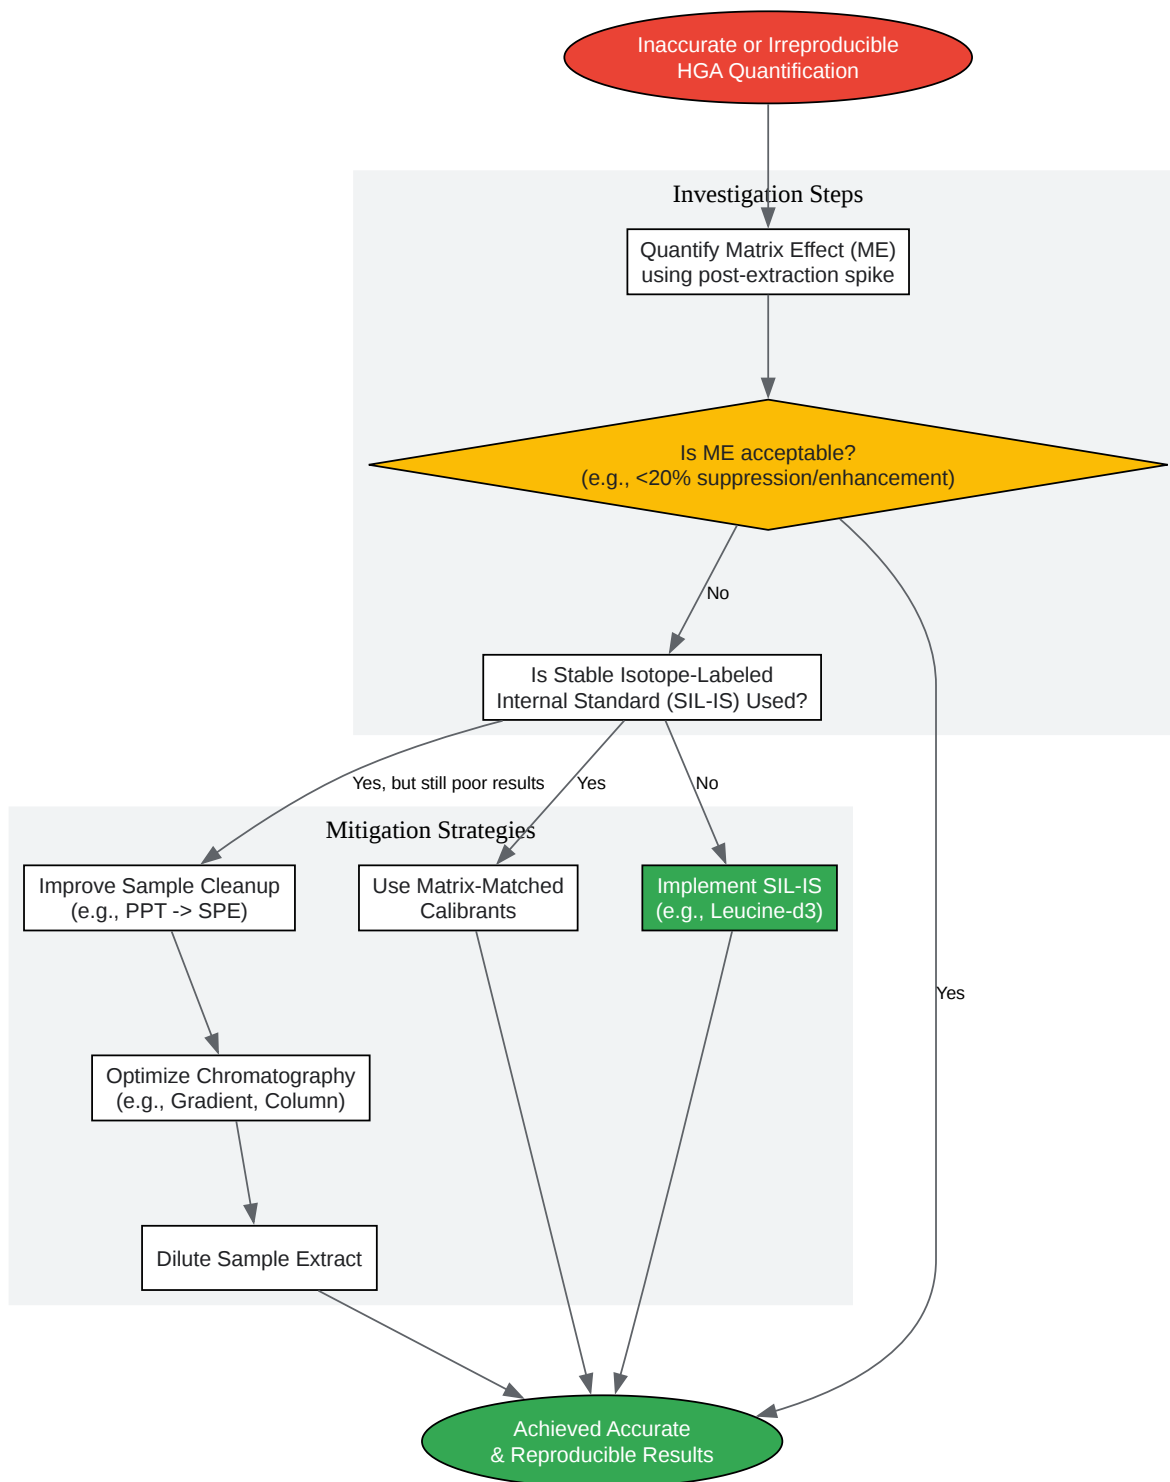 Inaccurate or Irreproducible
HGA Quantification
Investigation Steps
Quantify Matrix Effect (ME)
using post-extraction spike
Is ME acceptable?
(e.g., <20% suppression/enhancement)
No
Is Stable Isotope-Labeled
Internal Standard (SIL-IS) Used?
Yes, but still poor results
Yes
No
Mitigation Strategies
Improve Sample Cleanup
(e.g., PPT -> SPE)
Use Matrix-Matched
Calibrants
Implement SIL-IS
(e.g., Leucine-d3)
Yes
Optimize Chromatography
(e.g., Gradient, Column)
Dilute Sample Extract
Achieved Accurate
& Reproducible Results